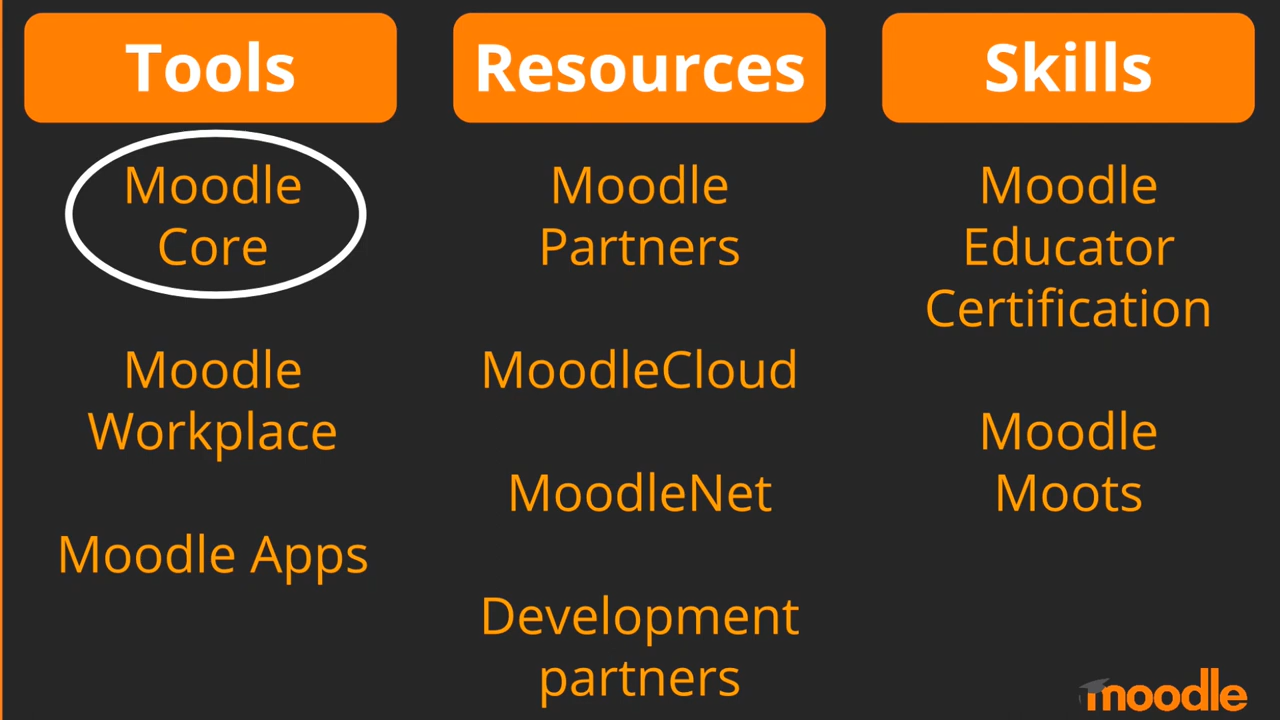 Tools
Moodle
Core
Moodle
Workplace
Moodle Apps
Resources
Moodle
Partners
MoodleCloud
MoodleNet
Development
partners
Skills
Moodle
Educator
Certification
Moodle
Moots
moodle